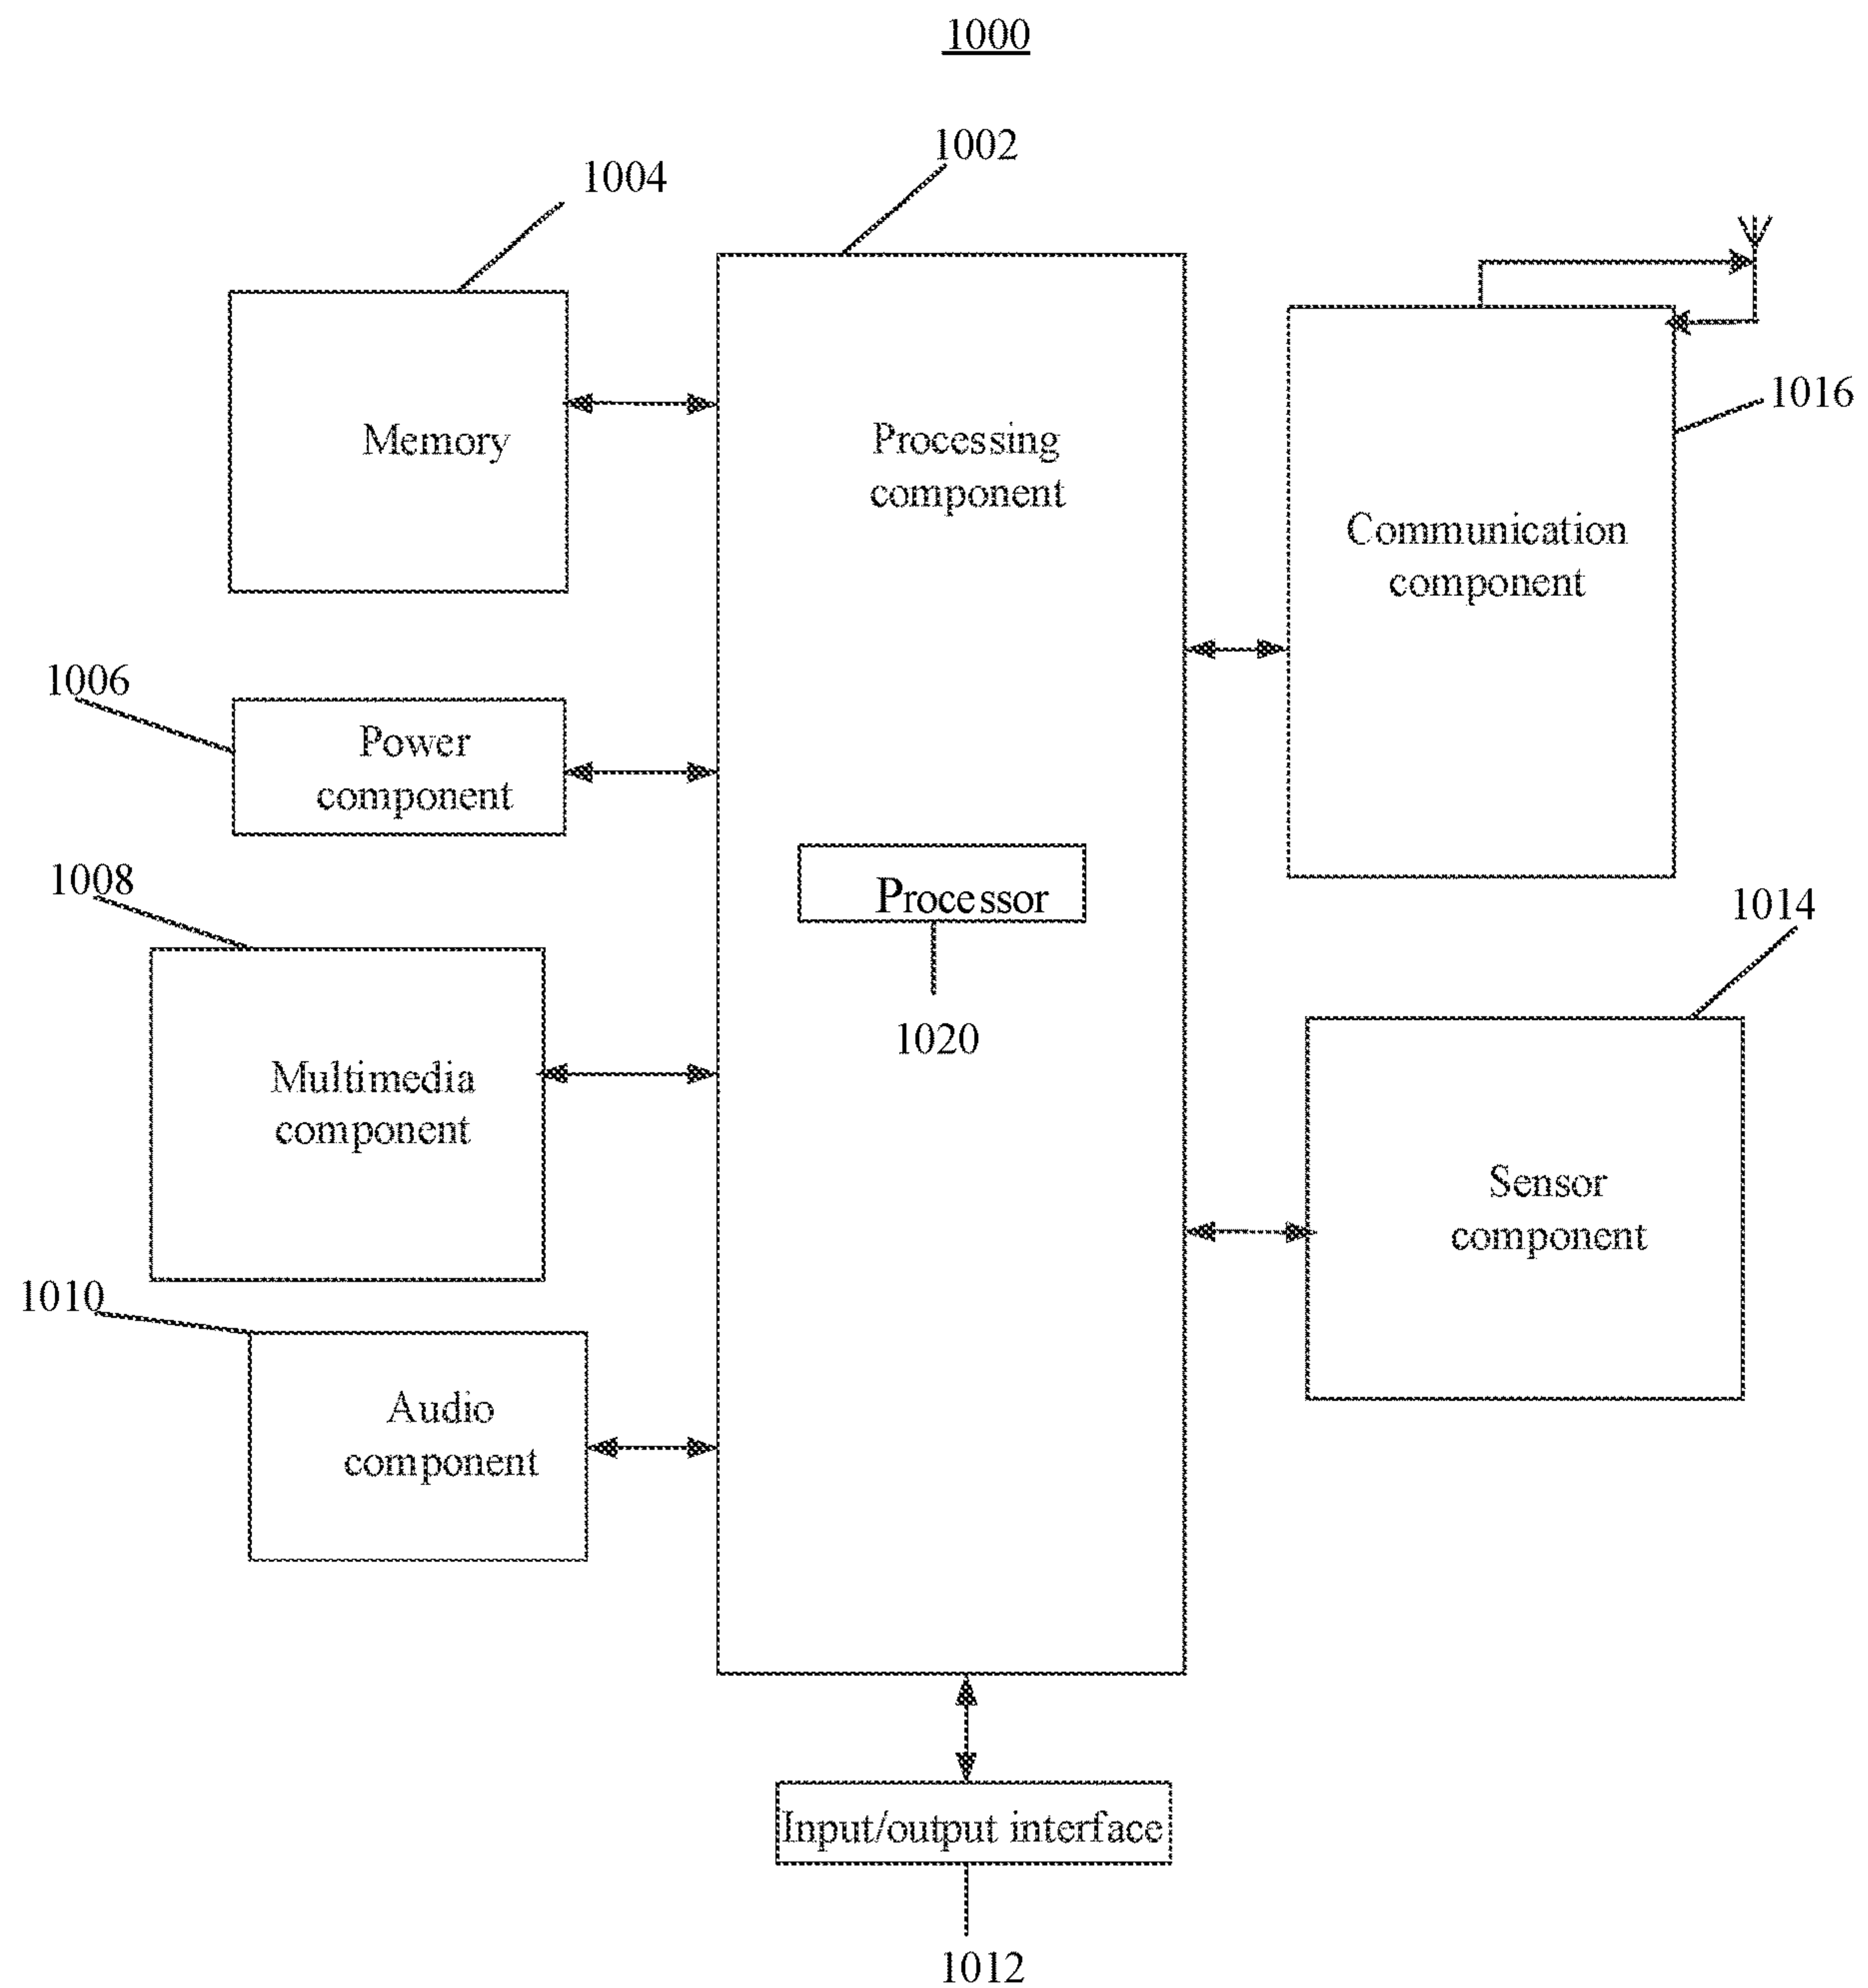 1000
1002
1004
Memory
Processing
component
1016
Communication
component
1006
Power
component
1008
Processor
1014
1020
Multimedia
component
Sensor
component
1010
Audio
component
Input/output interface
1012